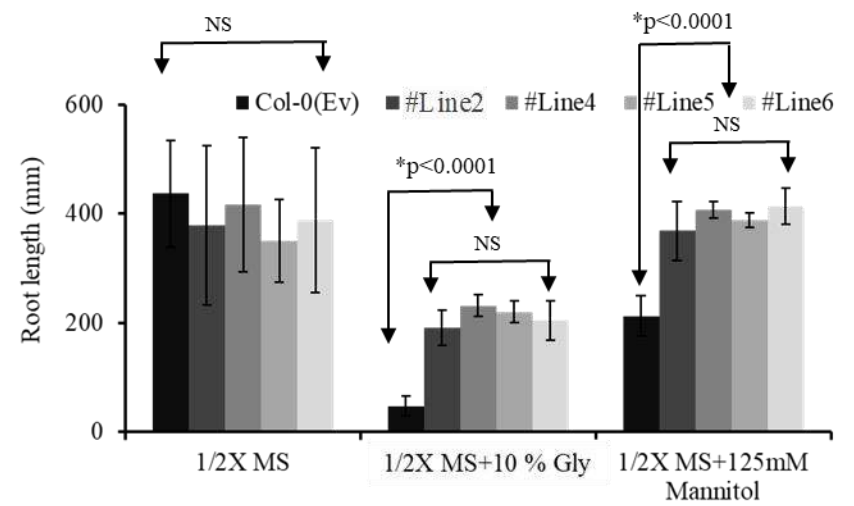 NS
*p<0.0001
600
Col-0(Ev)
#Line2
#Line4
#Line5
#Line6
NS
*p<0.0001
400
NS
200
0
Root length (mm)
1/2X MS
1/2X MS+10 % Gly
1/2X MS+125mM
Mannitol